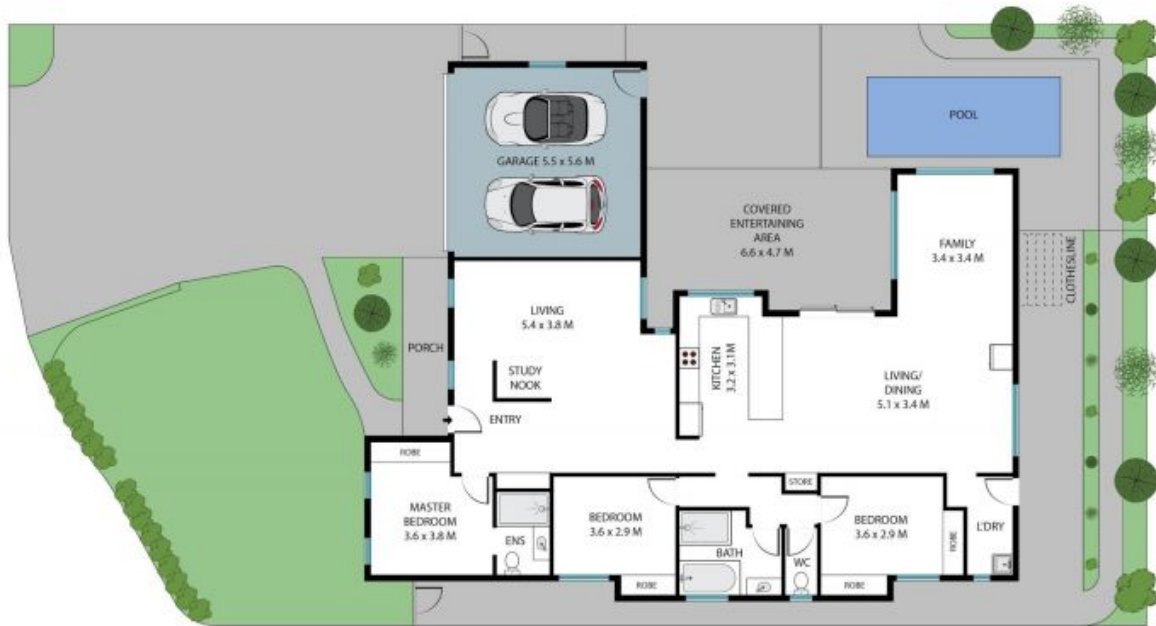 POOL
GARAGE 5.5 x 5.6 M
COVERED
ENTERTAINING
AREA
6.6 x 4.7 M
FAMILY
3.4 x 3.4 M
CLOTHESLINE
LIVING
5.4 x 3.8 M
PORCH
STUDY
NOOK
KITCHEN
3.2 x 3.1M
LIVING/
DINING
5.1 x 3.4 M
ENTRY
ROBE
MASTER
BEDROOM
3.6 x 3.8 M
ENS
BEDROOM
3.6 x 2.9 M
ROBE
BATH
WC
STORE
BEDROOM
3.6 x 2.9 M
ROBE
ROBE
L'DRY